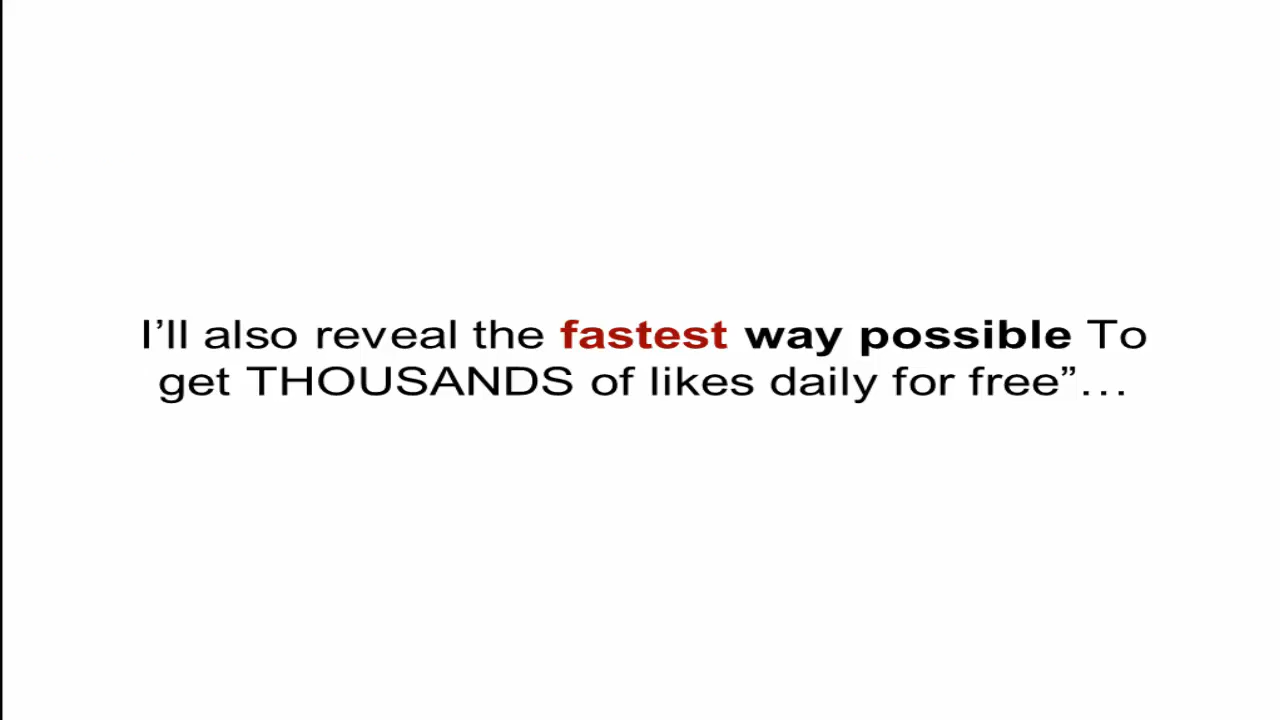 I’ll also reveal the fastest way possible To
get THOUSANDS of likes daily for free”…